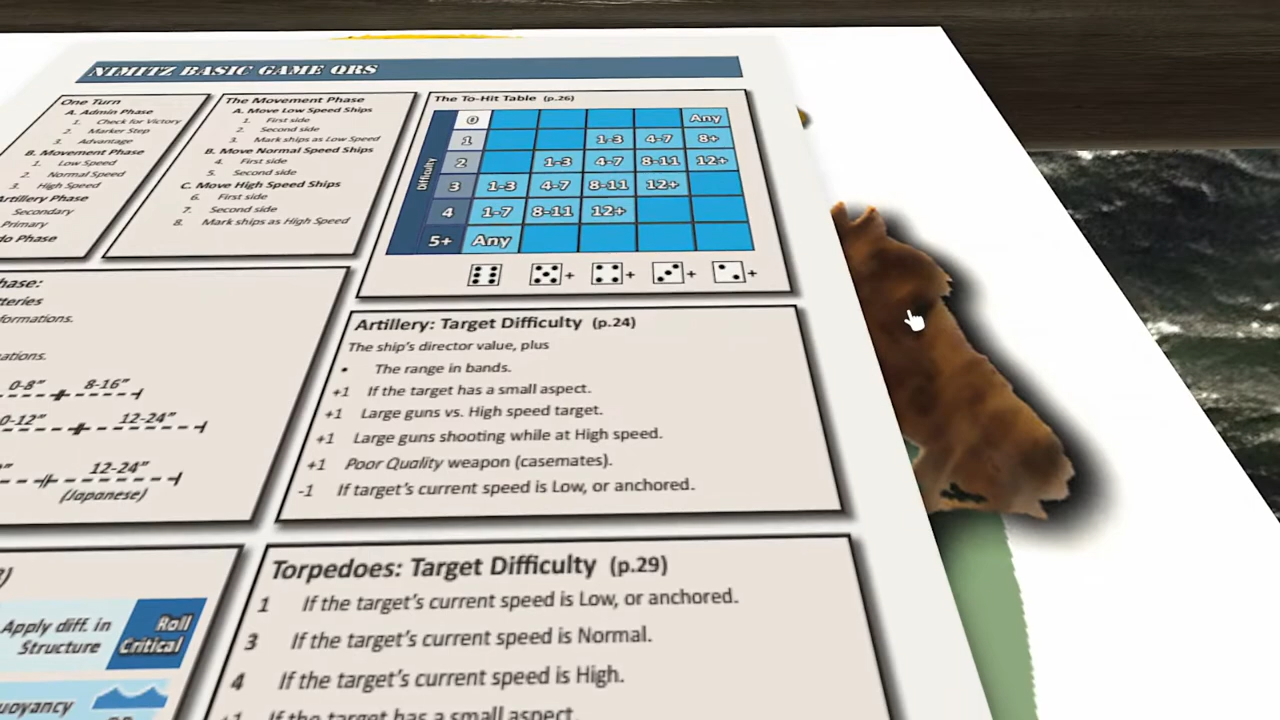 NIMITZ BASIC GAME QRS
One Turn
A. Admin Phase
1. Check for Victory
2. Marker Step
3. Advantage
B. Movement Phase
1. Low Speed
2. Normal Speed
3. High Speed
Artillery Phase
Secondary
Primary
Phase
The Movement Phase
A. Move Low Speed Ships
1. First side
2. Second side
3. Mark ships as Low Speed
B. Move Normal Speed Ships
4. First side
5. Second side
C. Move High Speed Ships
6. First side
7. Second side
8. Mark ships as High Speed
The To-Hit Table (p.26)
Difficulty
0 Any
1 1-3 4-7 8+
2 1-3 4-7 8-11 12+
3 1-3 4-7 8-11 12+
4 1-7 8-11 12+
5+ Any
+ + + +
0-8" 8-16"
0-12" 12-24"
12-24"
(Japanese)
Artillery: Target Difficulty (p.24)
The ship's director value, plus
• The range in bands.
+1 If the target has a small aspect.
+1 Large guns vs. High speed target.
+1 Large guns shooting while at High speed.
+1 Poor Quality weapon (casemates).
-1 If target's current speed is Low, or anchored.
Apply diff. in
Structure
Roll
Critical
Torpedoes: Target Difficulty (p.29)
1 If the target's current speed is Low, or anchored.
3 If the target's current speed is Normal.
4 If the target's current speed is High.
+1 If the target has a small aspect.